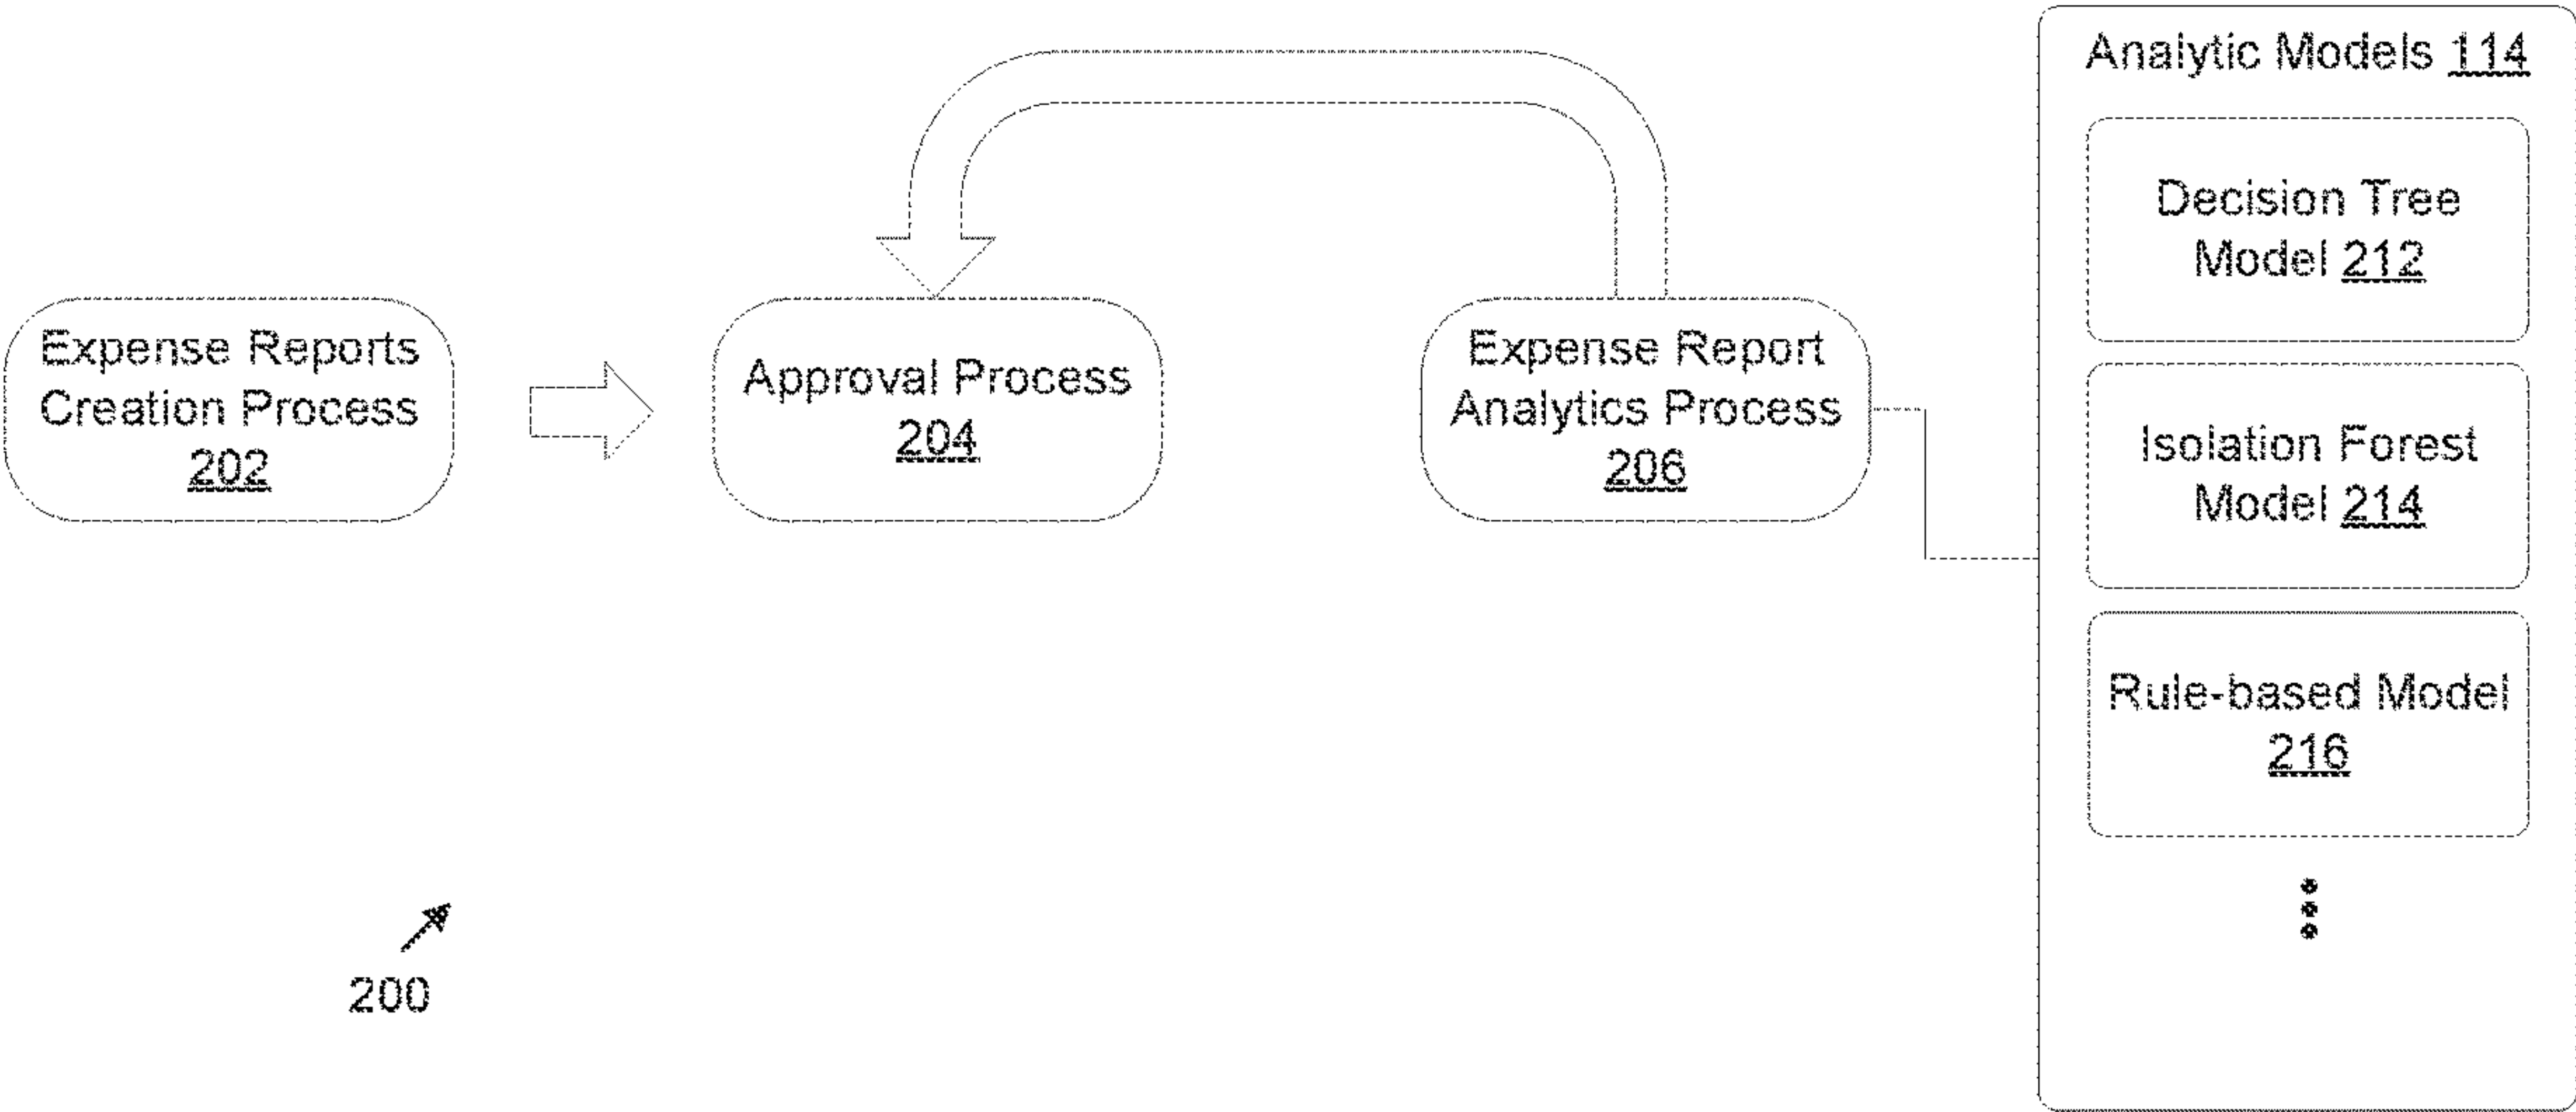 Expense Reports
Creation Process
202
Approval Process
204
Expense Report
Analytics Process
206
Analytic Models 114
Decision Tree
Model 212
Isolation Forest
Model 214
Rule-based Model
216
200